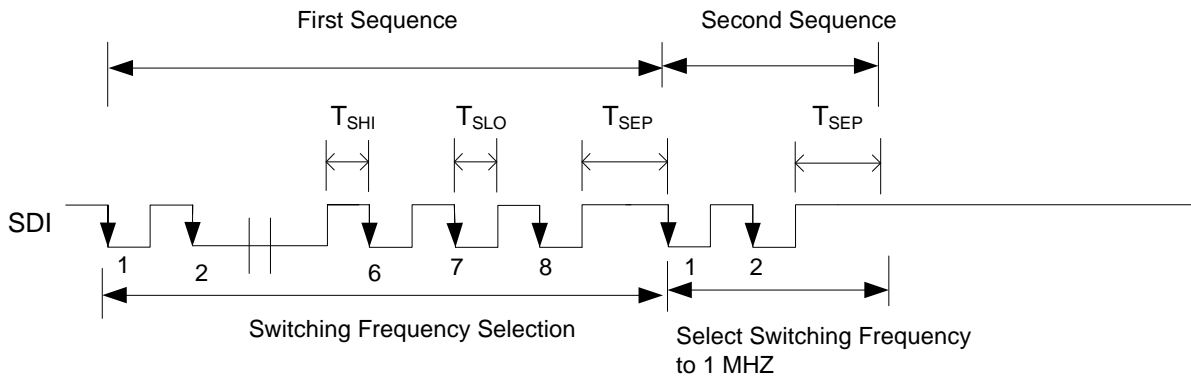 First Sequence
Second Sequence
TSHI
TSLO
TSEP
TSEP
SDI
1
2
6
7
8
1
2
Switching Frequency Selection
Select Switching Frequency
to 1 MHZ